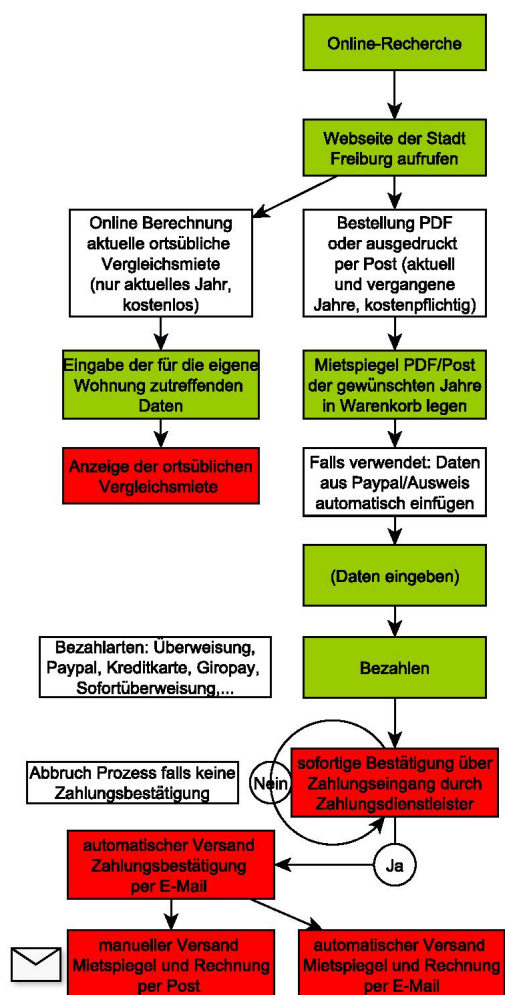 Online-Recherche
Webseite der Stadt
Freiburg aufrufen
Online Berechnung
aktuelle ortsübliche
Vergleichsmiete
(nur aktuelles Jahr,
kostenlos)
Bestellung PDF
oder ausgedruckt
per Post (aktuell
und vergangene
Jahre, kostenpflichtig)
Eingabe der für die eigene
Wohnung zutreffenden
Daten
Mietspiegel PDF/Post
der gewünschten Jahre
in Warenkorb legen
Anzeige der ortsüblichen
Vergleichsmiete
Falls verwendet: Daten
aus Paypal/Ausweis
automatisch einfügen
(Daten eingeben)
Bezahlarten: Überweisung,
Paypal, Kreditkarte, Giropay,
Sofortüberweisung,...
Bezahlen
Abbruch Prozess falls keine
Zahlungsbestätigung
Nein
sofortige Bestätigung über
Zahlungseingang durch
Zahlungsdienstleister
Ja
automatischer Versand
Zahlungsbestätigung
per E-Mail
manueller Versand
Mietspiegel und Rechnung
per Post
automatischer Versand
Mietspiegel und Rechnung
per E-Mail